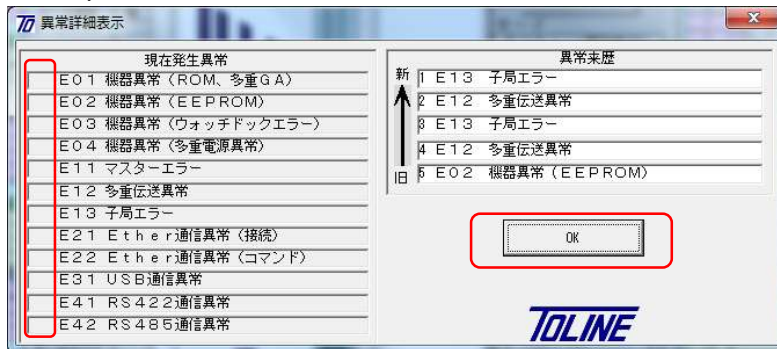 異常詳細表示
現在発生異常
E01 機器異常(ROM、多重GA)
E02 機器異常(EEPROM)
E03 機器異常(ウォッチドックエラー)
E04 機器異常(多重電源異常)
E11 マスターエラー
E12 多重伝送異常
E13 子局エラー
E21 Ether通信異常(接続)
E22 Ether通信異常(コマンド)
E31 USB通信異常
E41 RS422通信異常
E42 RS485通信異常
異常来歴
新
1 E13 子局エラー
2 E12 多重伝送異常
3 E13 子局エラー
4 E12 多重伝送異常
旧
5 E02 機器異常(EEPROM)
OK
TOLINE